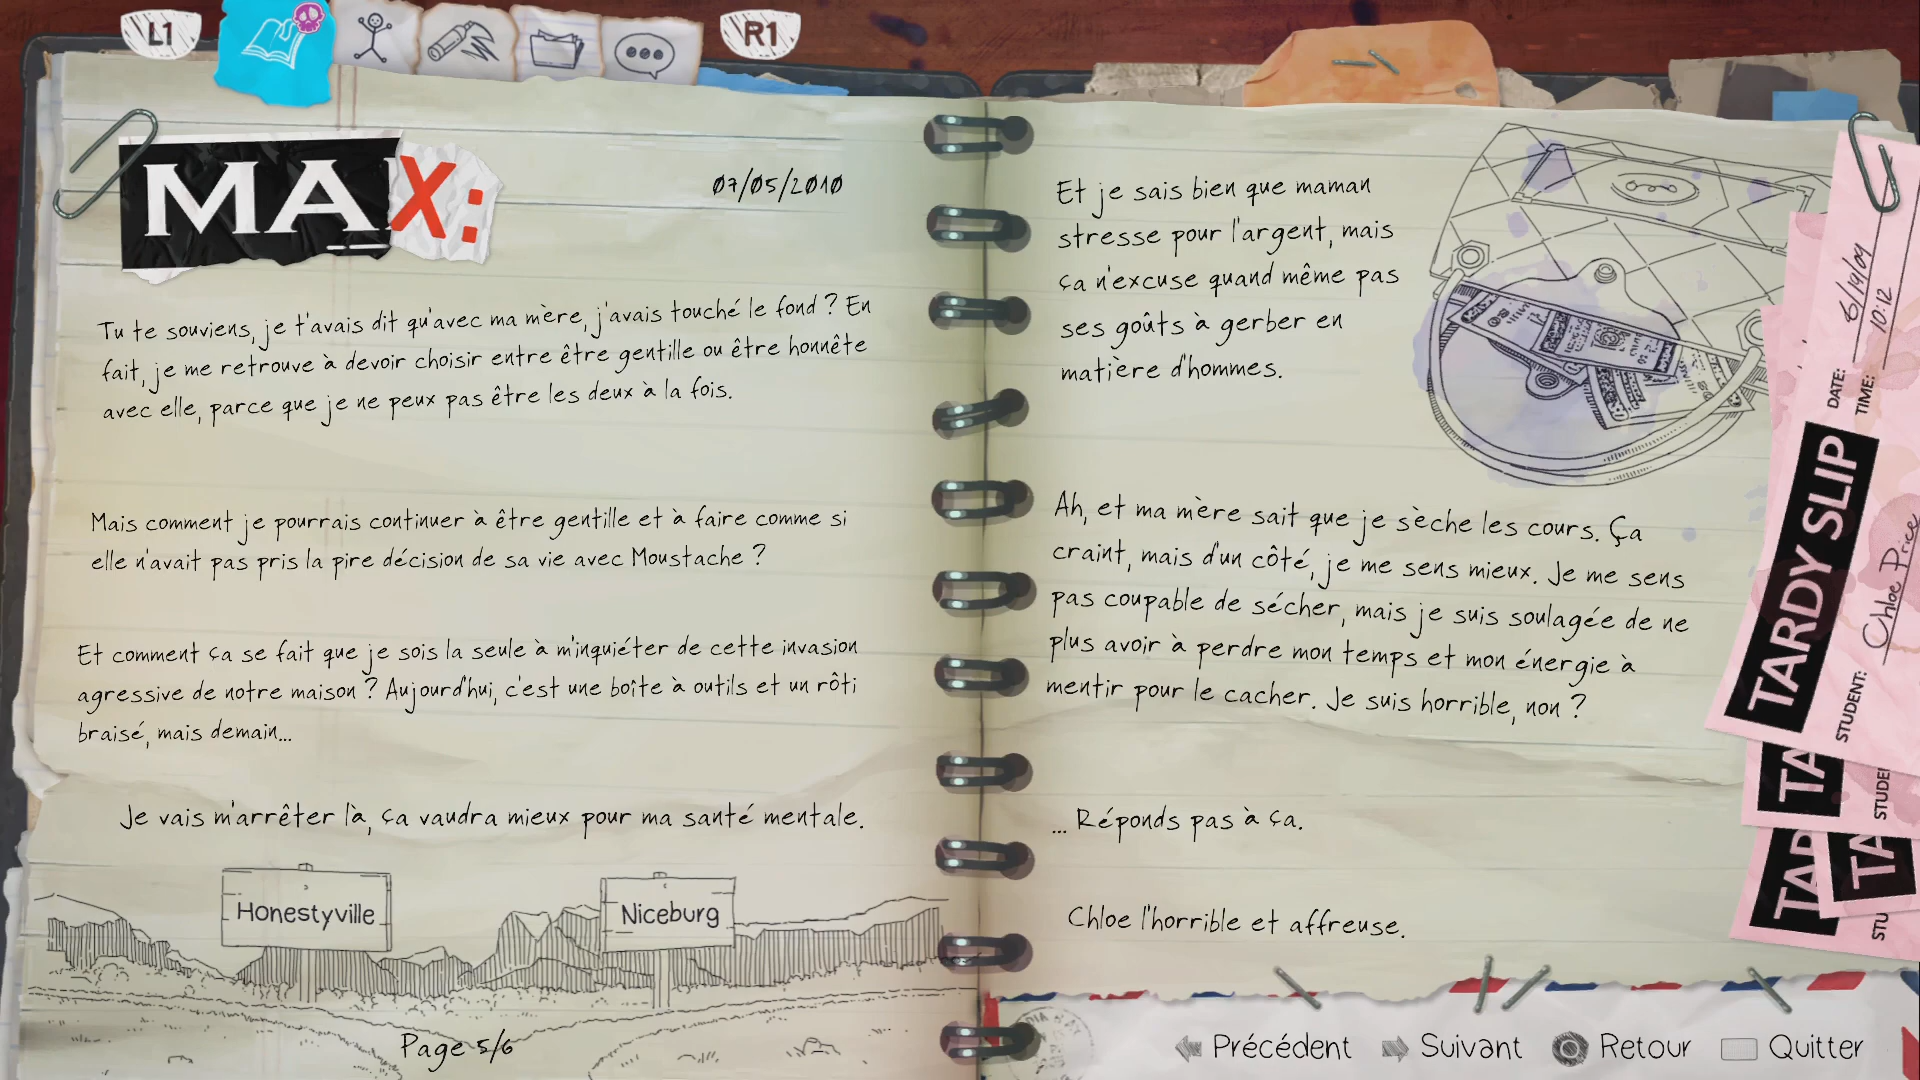 L1
R1
MAX:
07/05/2010
Tu te souviens, je t'avais dit qu'avec ma mère, j'avais touché le fond ? En
fait, je me retrouve à devoir choisir entre être gentille ou être honnête
avec elle, parce que je ne peux pas être les deux à la fois.
Mais comment je pourrais continuer à être gentille et à faire comme si
elle n'avait pas pris la pire décision de sa vie avec Moustache ?
Et comment ça se fait que je sois la seule à m'inquiéter de cette invasion
agressive de notre maison ? Aujourd'hui, c'est une boîte à outils et un rôti
braisé, mais demain...
Je vais m'arrêter là, ça vaudra mieux pour ma santé mentale.
Honestyville
Niceburg
Page 5/6
Et je sais bien que maman
stresse pour l'argent, mais
ça n'excuse quand même pas
ses goûts à gerber en
matière d'hommes.
Ah, et ma mère sait que je sèche les cours. Ça
craint, mais d'un côté, je me sens mieux. Je me sens
pas coupable de sécher, mais je suis soulagée de ne
plus avoir à perdre mon temps et mon énergie à
mentir pour le cacher. Je suis horrible, non ?
... Réponds pas à ça.
Chloe l'horrible et affreuse.
TARDY SLIP
DATE:
TIME: 10:12
STUDENT: Chloe Price
TA
STUDE
TAR
TA
STU
Précédent
Suivant
Retour
Quitter